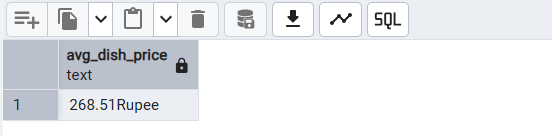 SQL
avg_dish_price
text
1 268.51Rupee